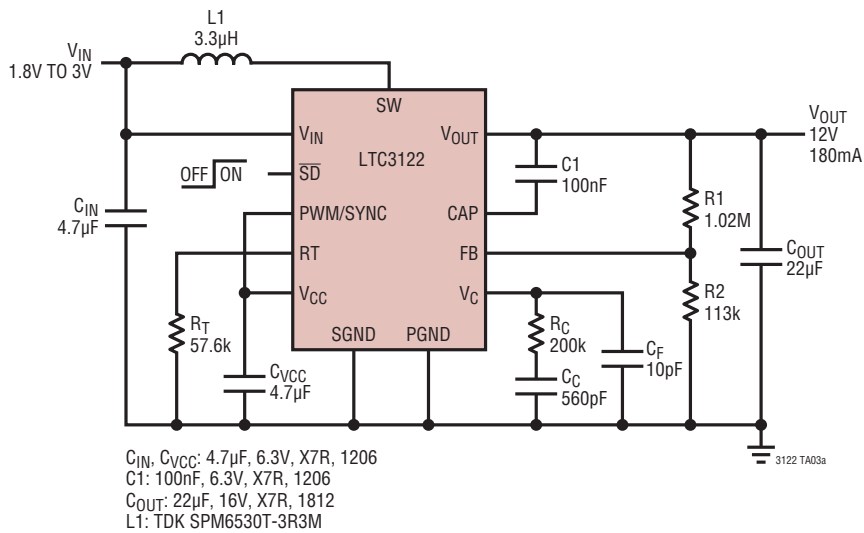 L1
3.3µH
VIN
1.8V TO 3V
SW
VIN
VOUT
LTC3122
SD
OFF ON
PWM/SYNC
CAP
RT
FB
VCC
VC
SGND
PGND
CIN
4.7µF
RT
57.6k
CVCC
4.7µF
C1
100nF
RC
200k
CC
560pF
CF
10pF
R1
1.02M
R2
113k
COUT
22µF
VOUT
12V
180mA
3122 TA03a
CIN, CVCC: 4.7µF, 6.3V, X7R, 1206
C1: 100nF, 6.3V, X7R, 1206
COUT: 22µF, 16V, X7R, 1812
L1: TDK SPM6530T-3R3M